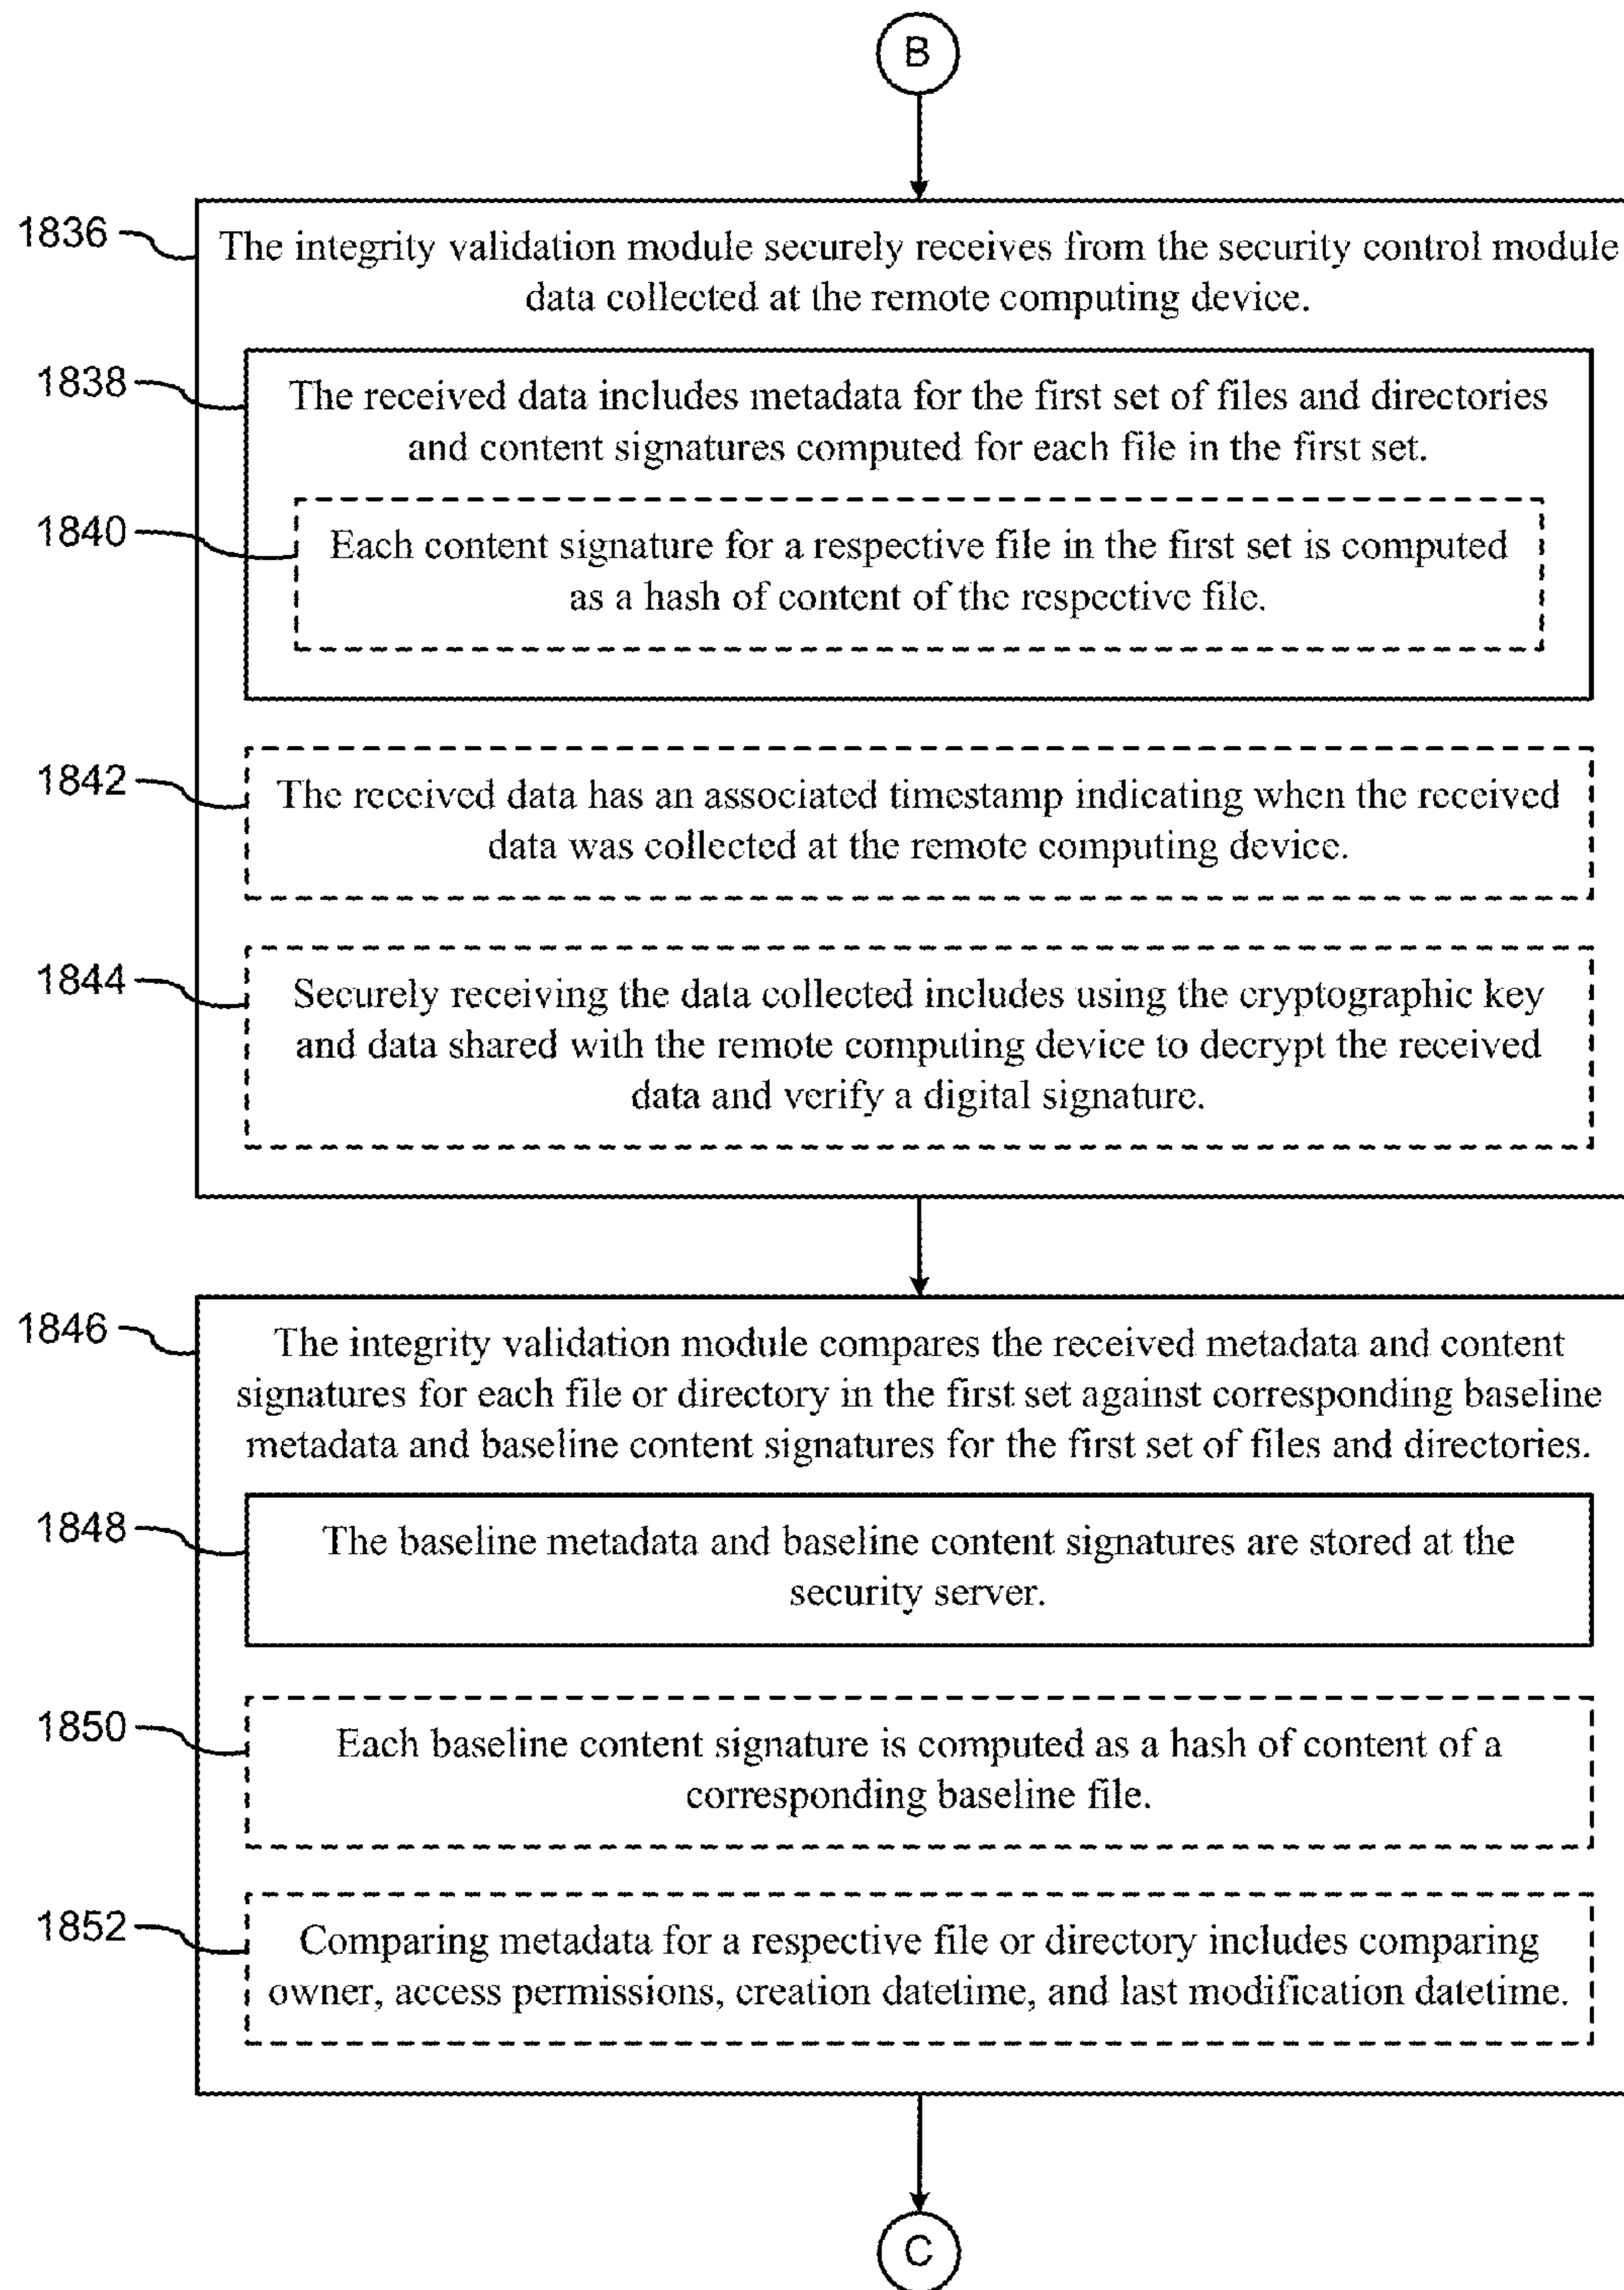 B
1836
The integrity validation module securely receives from the security control module
data collected at the remote computing device.
1838
The received data includes metadata for the first set of files and directories
and content signatures computed for each file in the first set.
1840
Each content signature for a respective file in the first set is computed
as a hash of content of the respective file.
1842
The received data has an associated timestamp indicating when the received
data was collected at the remote computing device.
1844
Securely receiving the data collected includes using the cryptographic key
and data shared with the remote computing device to decrypt the received
data and verify a digital signature.
1846
The integrity validation module compares the received metadata and content
signatures for each file or directory in the first set against corresponding baseline
metadata and baseline content signatures for the first set of files and directories.
1848
The baseline metadata and baseline content signatures are stored at the
security server.
1850
Each baseline content signature is computed as a hash of content of a
corresponding baseline file.
1852
Comparing metadata for a respective file or directory includes comparing
owner, access permissions, creation datetime, and last modification datetime.
C